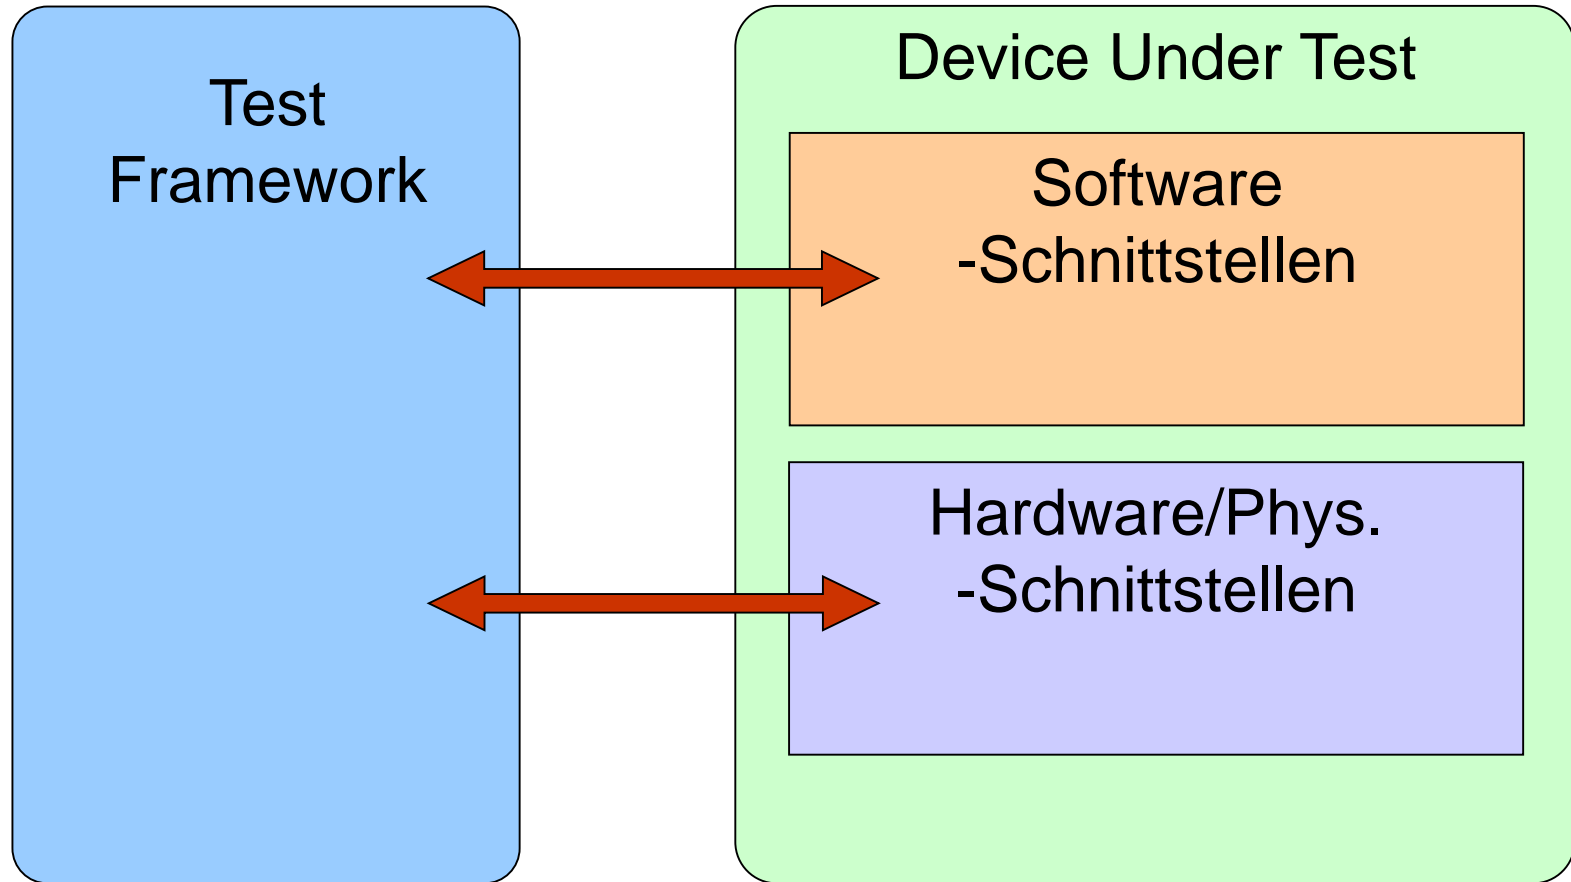 Test
Framework
Device Under Test
Software
-Schnittstellen
Hardware/Phys.
-Schnittstellen